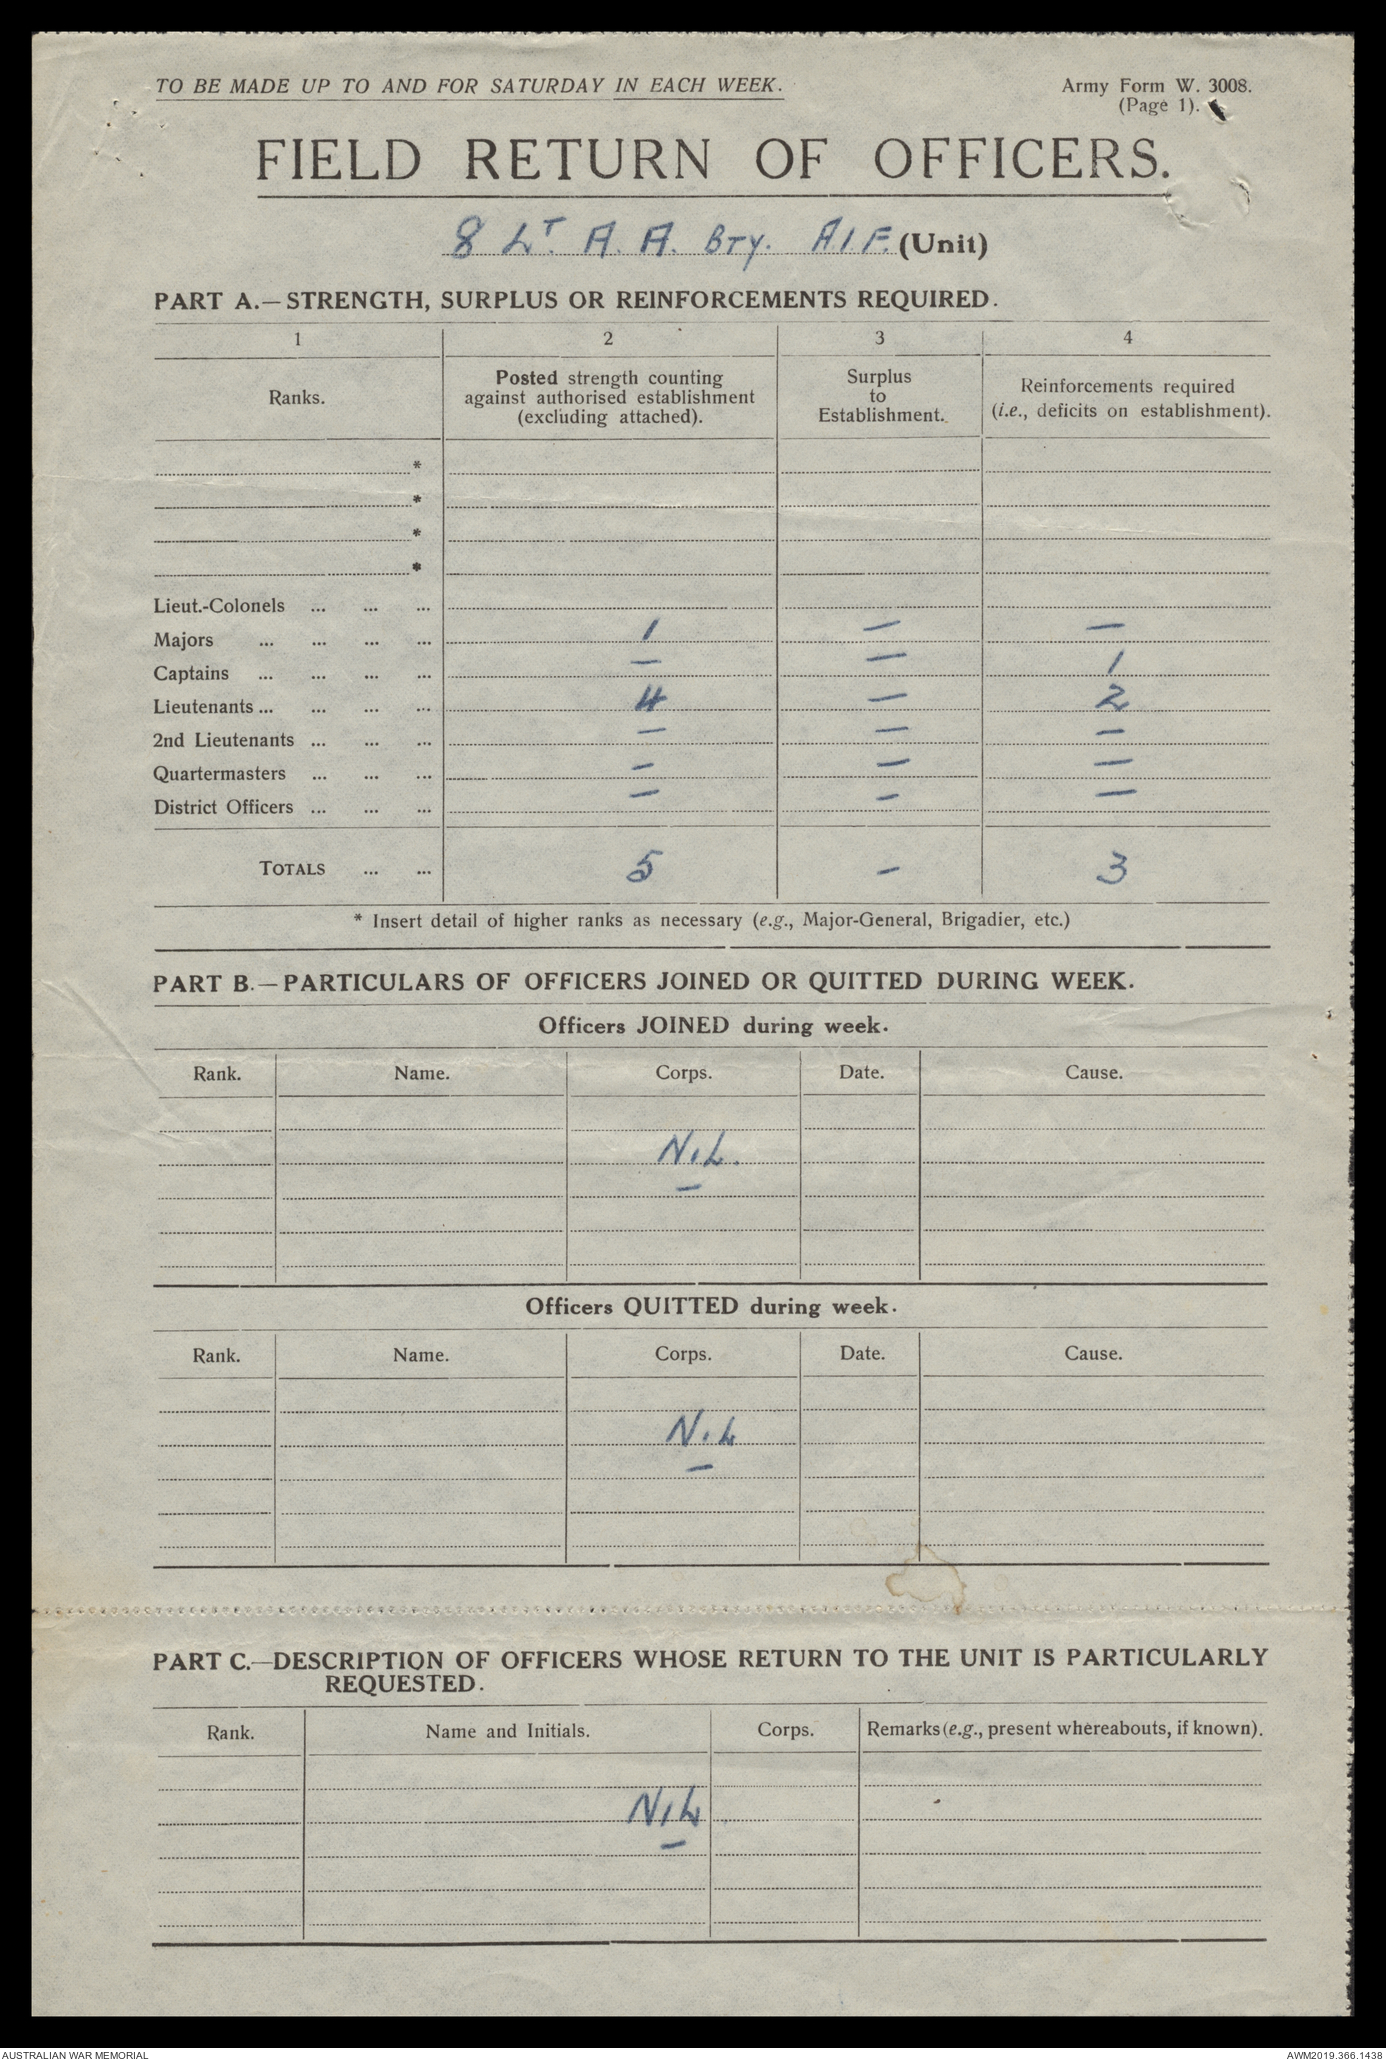 TO BE MADE UP TO AND FOR SATURDAY IN EACH WEEK.
Army Form W. 3008.
(Page 1).
FIELD RETURN OF OFFICERS.
8 LT. A. A. BTY. A.I.F. (Unit)
PART A.—STRENGTH, SURPLUS OR REINFORCEMENTS REQUIRED.
1 2 3 4
Ranks. Posted strength counting against authorised establishment (excluding attached). Surplus to Establishment. Reinforcements required (i.e., deficits on establishment).
*
*
*
*
Lieut.-Colonels ... ... ...
Majors ... ... ... ... 1 — —
Captains ... ... ... ... — — 1
Lieutenants ... ... ... ... 4 — 2
2nd Lieutenants ... ... ... — — —
Quartermasters ... ... ... — — —
District Officers ... ... ... — — —
TOTALS ... ... 5 — 3
* Insert detail of higher ranks as necessary (e.g., Major-General, Brigadier, etc.)
PART B.—PARTICULARS OF OFFICERS JOINED OR QUITTED DURING WEEK.
Officers JOINED during week.
Rank. Name. Corps. Date. Cause.
NiL.
—
Officers QUITTED during week.
Rank. Name. Corps. Date. Cause.
NiL
—
PART C.—DESCRIPTION OF OFFICERS WHOSE RETURN TO THE UNIT IS PARTICULARLY
REQUESTED.
Rank. Name and Initials. Corps. Remarks (e.g., present whereabouts, if known).
NIL
—
AUSTRALIAN WAR MEMORIAL
AWM2019.366.1438